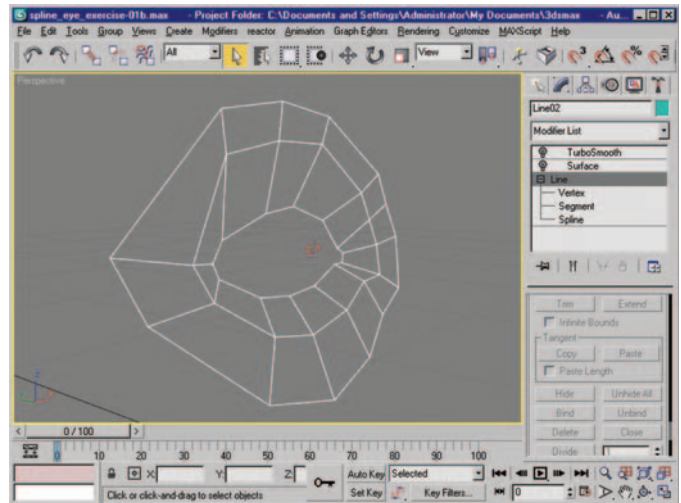 spline_eye_exercise-01b.max - Project Folder: C:\Documents and Settings\Administrator\My Documents\3dsmax - Au...
File Edit Tools Group Views Create Modifiers reactor Animation Graph Editors Rendering Customize MAXScript Help
All View
Perspective
Line02
Modifier List
TurboSmooth
Surface
Line
Vertex
Segment
Spline
Trim Extend
Infinite Bounds
Tangent
Copy Paste
Paste Length
Hide Unhide All
Bind Unbind
Delete Close
Divide 1
0 / 100
0 10 20 30 40 50 60 70 80 90 100
X: Y: Z: Auto Key Selected
Click or click-and-drag to select objects Set Key Key Filters... 0